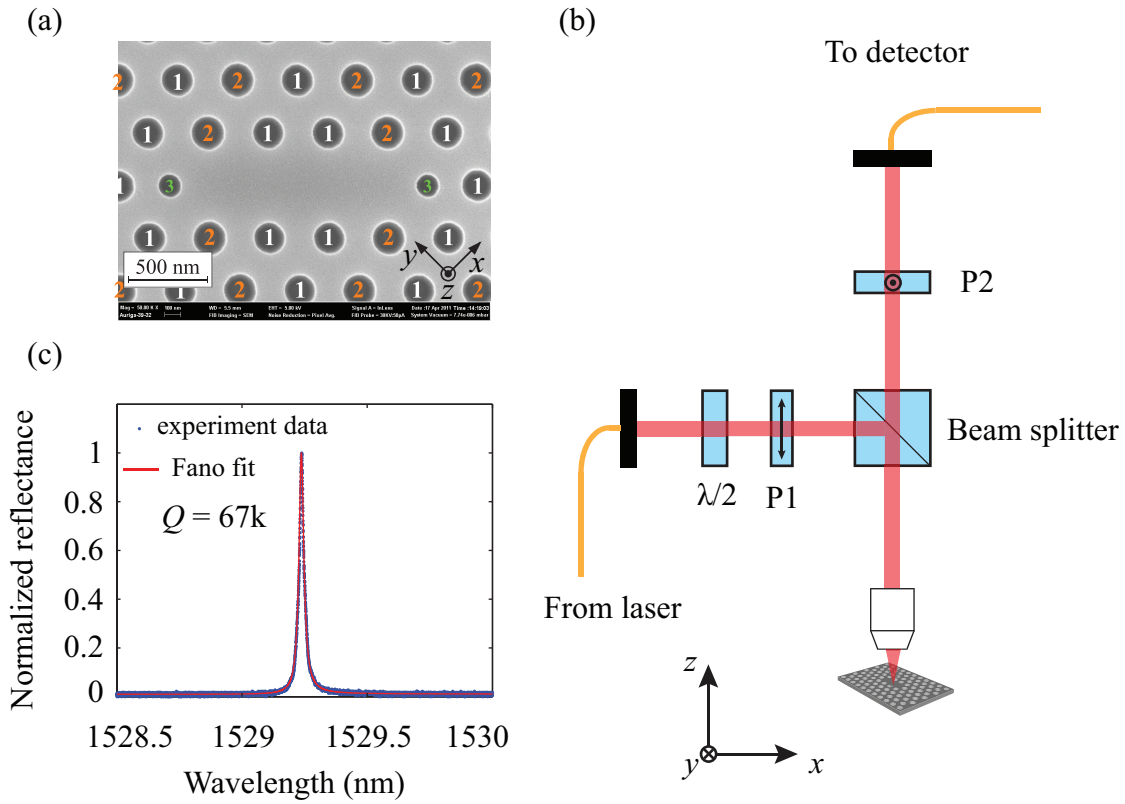 (a)
2 1 2 1 2 1 2
1 2 1 1 2 1
1 3 3 1
1 2 1 1 2 1
2 1 2 1 2 1 2
500 nm
y x
z
(b)
To detector
P2
Beam splitter
λ/2 P1
From laser
z
y x
(c)
Normalized reflectance
1
0.8
0.6
0.4
0.2
0
experiment data
Fano fit
Q = 67k
1528.5 1529 1529.5 1530
Wavelength (nm)